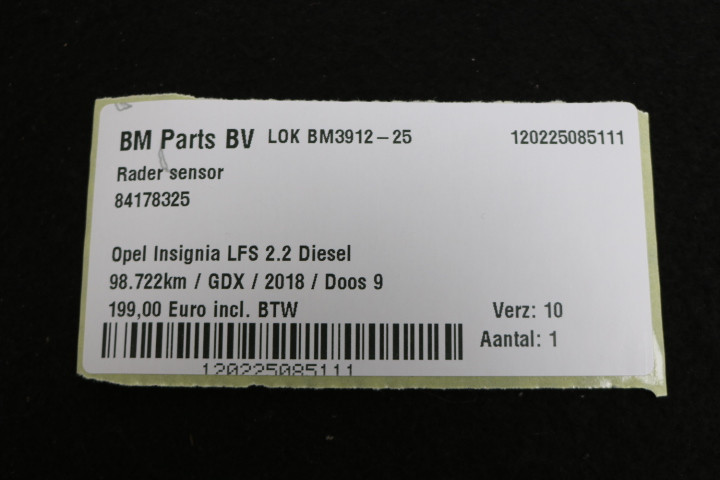 BM Parts BV LOK BM3912-25 120225085111
Rader sensor
84178325
Opel Insignia LFS 2.2 Diesel
98.722km / GDX / 2018 / Doos 9
199,00 Euro incl. BTW Verz: 10
Aantal: 1
120225085111